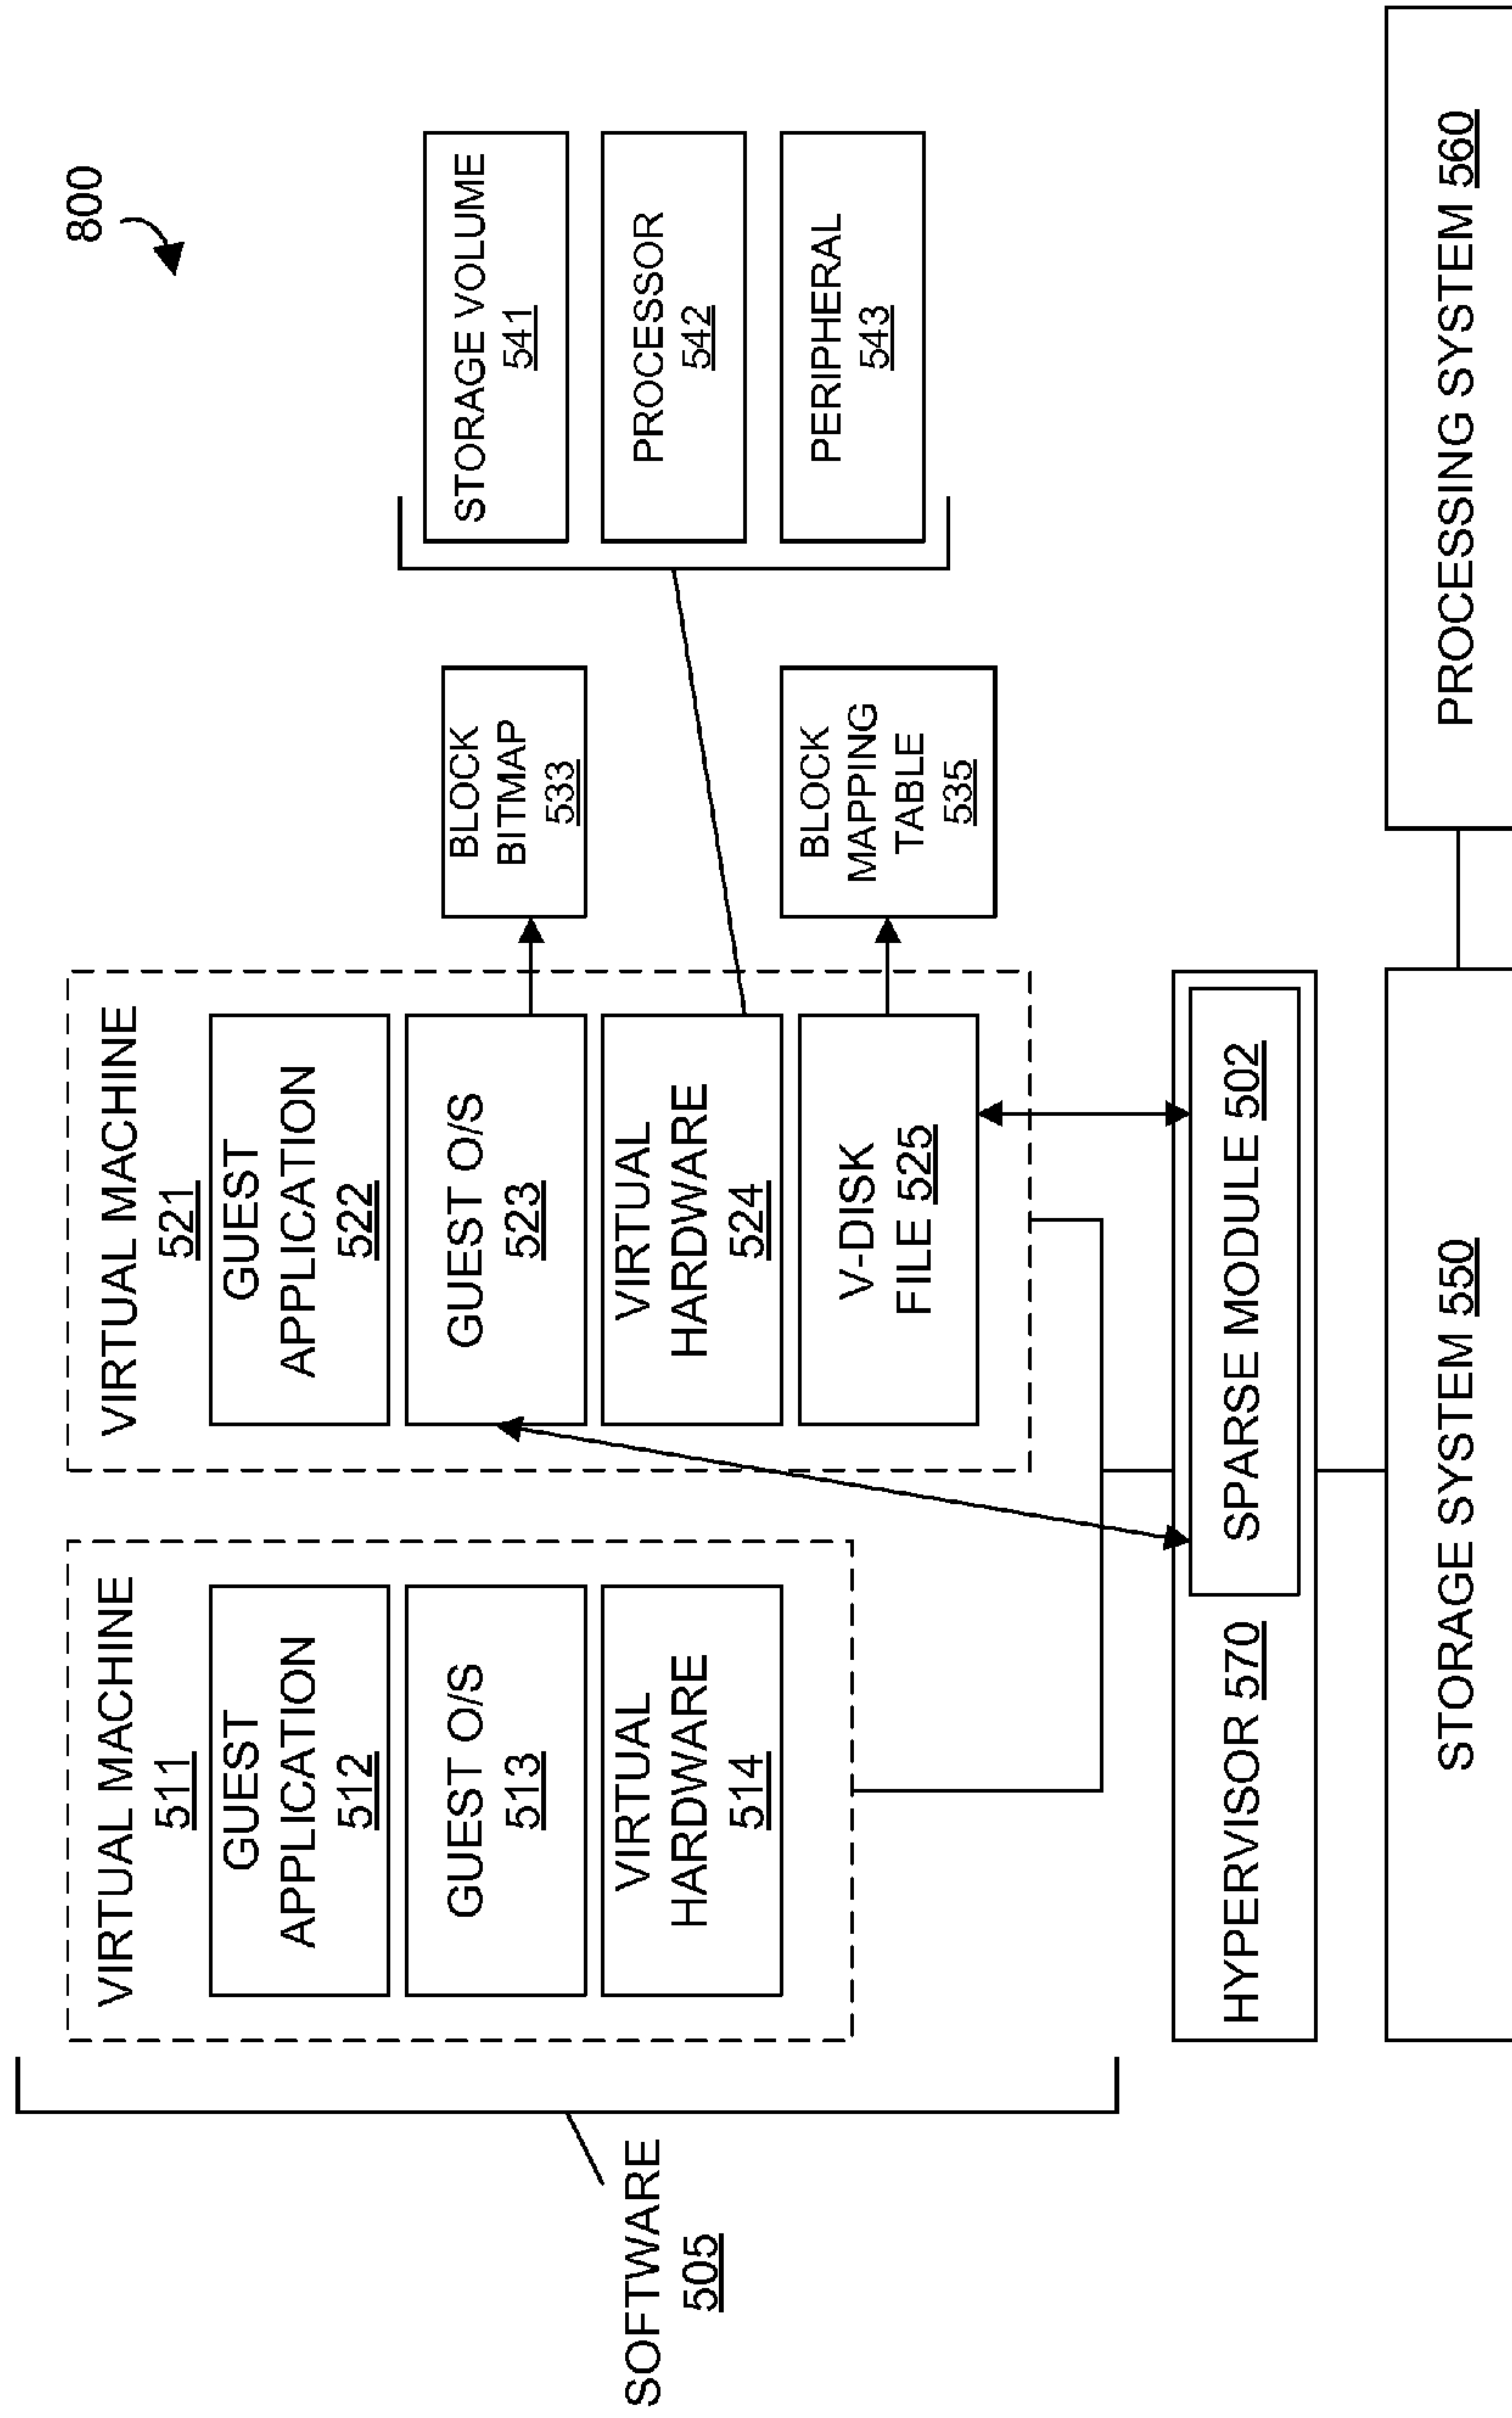 800
VIRTUAL MACHINE
511
GUEST
APPLICATION
512
GUEST O/S
513
VIRTUAL
HARDWARE
514
VIRTUAL MACHINE
521
GUEST
APPLICATION
522
GUEST O/S
523
VIRTUAL
HARDWARE
524
V-DISK
FILE 525
BLOCK
BITMAP
533
BLOCK
MAPPING
TABLE
535
STORAGE VOLUME
541
PROCESSOR
542
PERIPHERAL
543
SOFTWARE
505
HYPERVISOR 570
SPARSE MODULE 502
STORAGE SYSTEM 550
PROCESSING SYSTEM 560